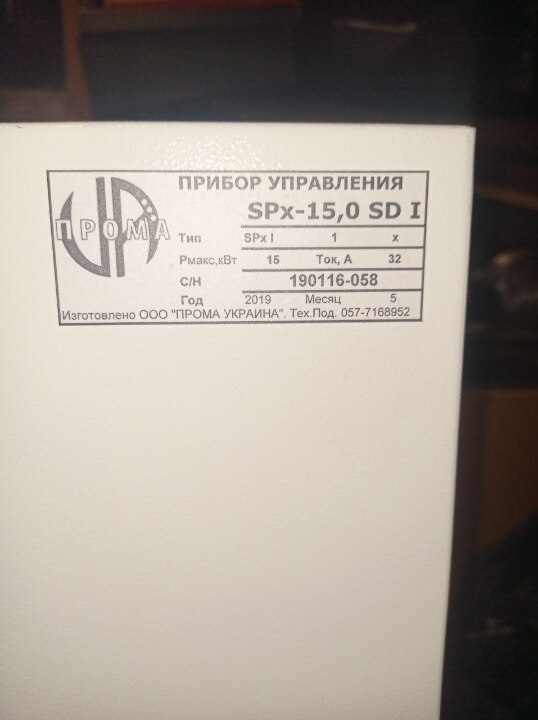 ПРИБОР УПРАВЛЕНИЯ
SPx-15,0 SD I
ПРОМА
Тип SPx I 1 x
Рмакс,кВт 15 Ток, А 32
С/Н 190116-058
Год 2019 Месяц 5
Изготовлено ООО "ПРОМА УКРАИНА". Тех.Под. 057-7168952